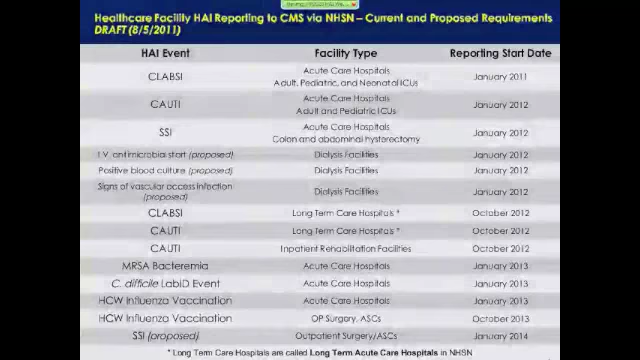 Healthcare Facility HAI Reporting to CMS via NHSN – Current and Proposed Requirements
DRAFT (8/5/2011)
HAI Event Facility Type Reporting Start Date
CLABSI Acute Care Hospitals Adult, Pediatric, and Neonatal ICUs January 2011
CAUTI Acute Care Hospitals Adult and Pediatric ICUs January 2012
SSI Acute Care Hospitals Colon and abdominal hysterectomy January 2012
I.V. antimicrobial start (proposed) Dialysis Facilities January 2012
Positive blood culture (proposed) Dialysis Facilities January 2012
Signs of vascular access infection (proposed) Dialysis Facilities January 2012
CLABSI Long Term Care Hospitals * October 2012
CAUTI Long Term Care Hospitals * October 2012
CAUTI Inpatient Rehabilitation Facilities October 2012
MRSA Bacteremia Acute Care Hospitals January 2013
C. difficile LabID Event Acute Care Hospitals January 2013
HCW Influenza Vaccination Acute Care Hospitals January 2013
HCW Influenza Vaccination OP Surgery, ASCs October 2013
SSI (proposed) Outpatient Surgery/ASCs January 2014
* Long Term Care Hospitals are called Long Term Acute Care Hospitals in NHSN